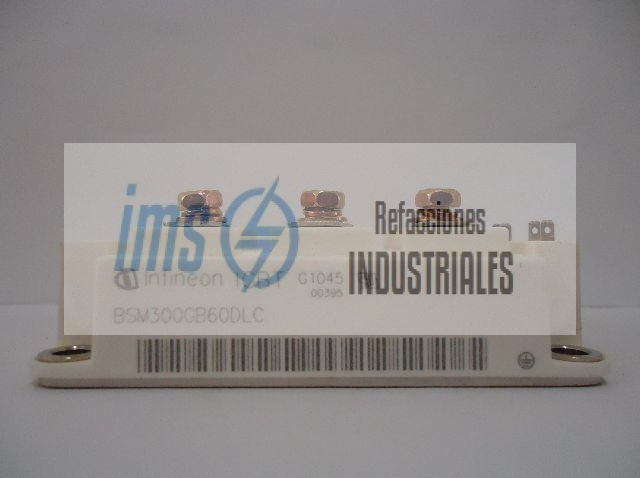 ims
Refacciones
INDUSTRIALES
infineon IGBT G1045
00395
BSM300GB60DLC